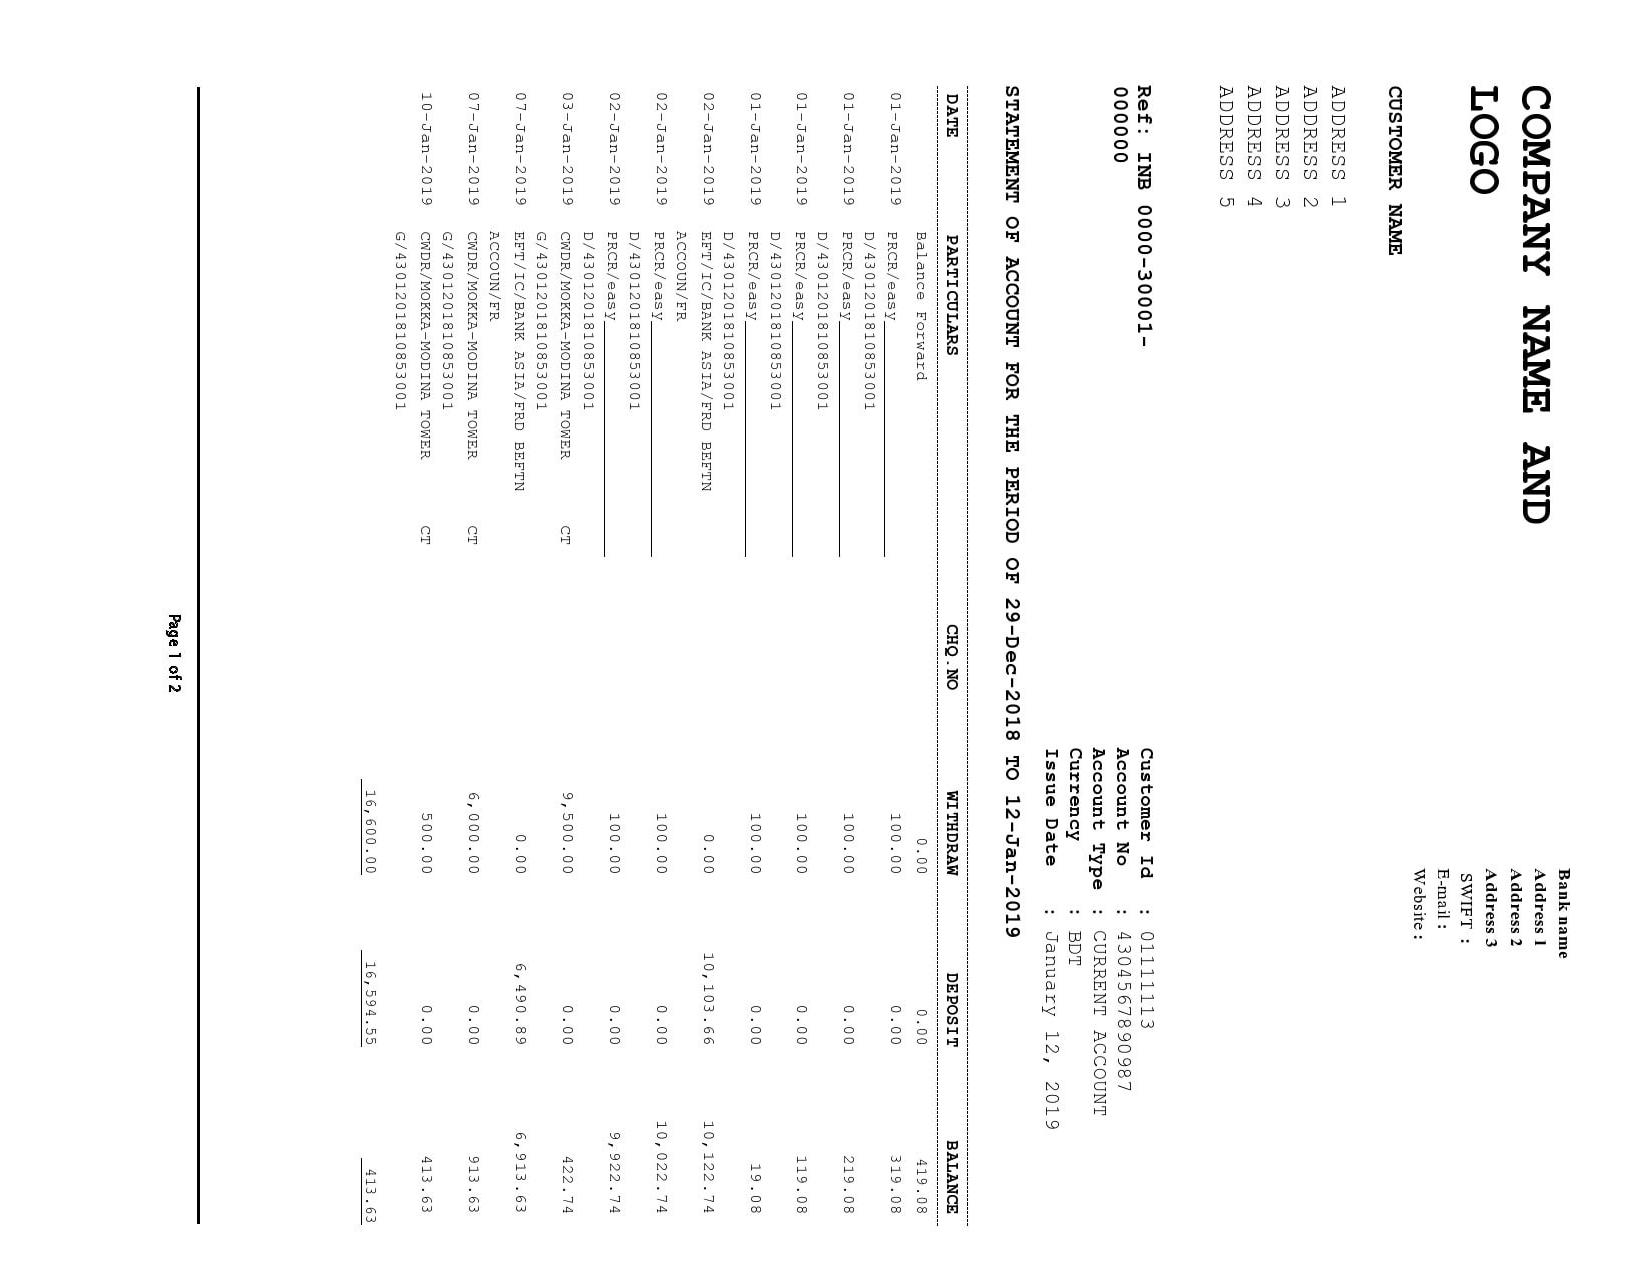 COMPANY NAME AND
LOGO
Bank name
Address 1
Address 2
Address 3
SWIFT :
E-mail :
Website :
CUSTOMER NAME
ADDRESS 1
ADDRESS 2
ADDRESS 3
ADDRESS 4
ADDRESS 5
Ref: INB 0000-30001-
000000
Customer Id : 01111113
Account No : 4304567890987
Account Type : CURRENT ACCOUNT
Currency : BDT
Issue Date : January 12, 2019
STATEMENT OF ACCOUNT FOR THE PERIOD OF 29-Dec-2018 TO 12-Jan-2019
DATE PARTICULARS CHQ.NO WITHDRAW DEPOSIT BALANCE
Balance Forward 0.00 0.00 419.08
01-Jan-2019 PRCR/easy 100.00 0.00 319.08
D/4301201810853001
01-Jan-2019 PRCR/easy 100.00 0.00 219.08
D/4301201810853001
01-Jan-2019 PRCR/easy 100.00 0.00 119.08
D/4301201810853001
01-Jan-2019 PRCR/easy 100.00 0.00 19.08
D/4301201810853001
02-Jan-2019 EFT/IC/BANK ASIA/FRD BEFTN 0.00 10,103.66 10,122.74
ACCOUN/FR
02-Jan-2019 PRCR/easy 100.00 0.00 10,022.74
D/4301201810853001
02-Jan-2019 PRCR/easy 100.00 0.00 9,922.74
D/4301201810853001
03-Jan-2019 CWDR/MOKKA-MODINA TOWER CT 9,500.00 0.00 422.74
G/4301201810853001
07-Jan-2019 EFT/IC/BANK ASIA/FRD BEFTN 0.00 6,490.89 6,913.63
ACCOUN/FR
07-Jan-2019 CWDR/MOKKA-MODINA TOWER CT 6,000.00 0.00 913.63
G/4301201810853001
10-Jan-2019 CWDR/MOKKA-MODINA TOWER CT 500.00 0.00 413.63
G/4301201810853001
16,600.00 16,594.55 413.63
Page 1 of 2